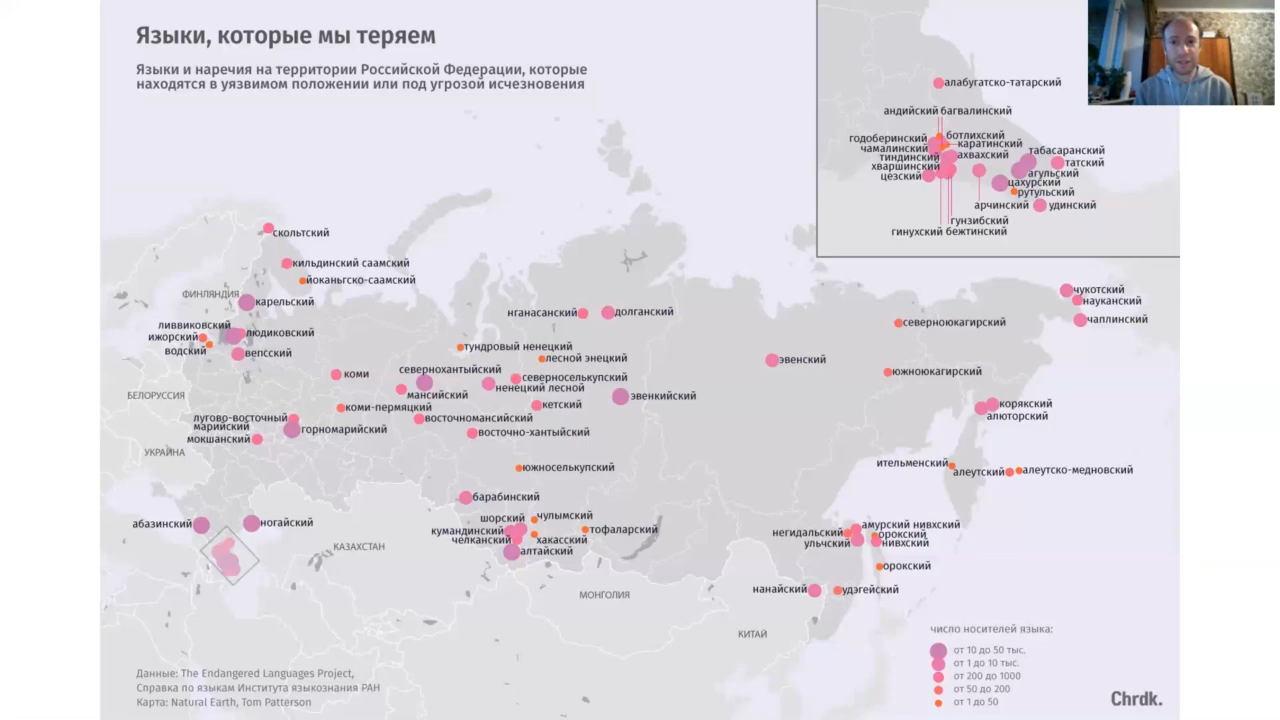 Языки, которые мы теряем
Языки и наречия на территории Российской Федерации, которые
находятся в уязвимом положении или под угрозой исчезновения
алабугатско-татарский
андийский багвалинский
годоберинский
ботлихский
чамалинский
каратинский
тиндинский
ахвахский
хваршинский
цезский
табасаранский
татский
агульский
цахурский
рутульский
арчинский
удинский
гунзибский
гинухский бежтинский
скольтский
кильдинский саамский
йоканьгско-саамский
ФИНЛЯНДИЯ
карельский
ливвиковский
людиковский
ижорский
водский
вепсский
нганасанский
долганский
чукотский
науканский
чаплинский
северноюкагирский
тундровый ненецкий
лесной энецкий
эвенский
южноюкагирский
коми
севернохантыйский
североселькупский
ненецкий лесной
мансийский
эвенкийский
БЕЛОРУССИЯ
коми-пермяцкий
кетский
корякский
алюторский
лугово-восточный
марийский
восточномансийский
горномарийский
мокшанский
восточно-хантыйский
УКРАИНА
южноселькупский
ительменский
алеутский
алеутско-медновский
барабинский
абазинский
ногайский
шорский
чулымский
кумандинский
тофаларский
челканский
хакасский
алтайский
КАЗАХСТАН
негидальский
амурский нивхский
орокский
ульчский
нивхский
орокский
МОНГОЛИЯ
нанайский
удэгейский
КИТАЙ
число носителей языка:
от 10 до 50 тыс.
от 1 до 10 тыс.
от 200 до 1000
от 50 до 200
от 1 до 50
Данные: The Endangered Languages Project,
Справка по языкам Института языкознания РАН
Карта: Natural Earth, Tom Patterson
Chrdk.